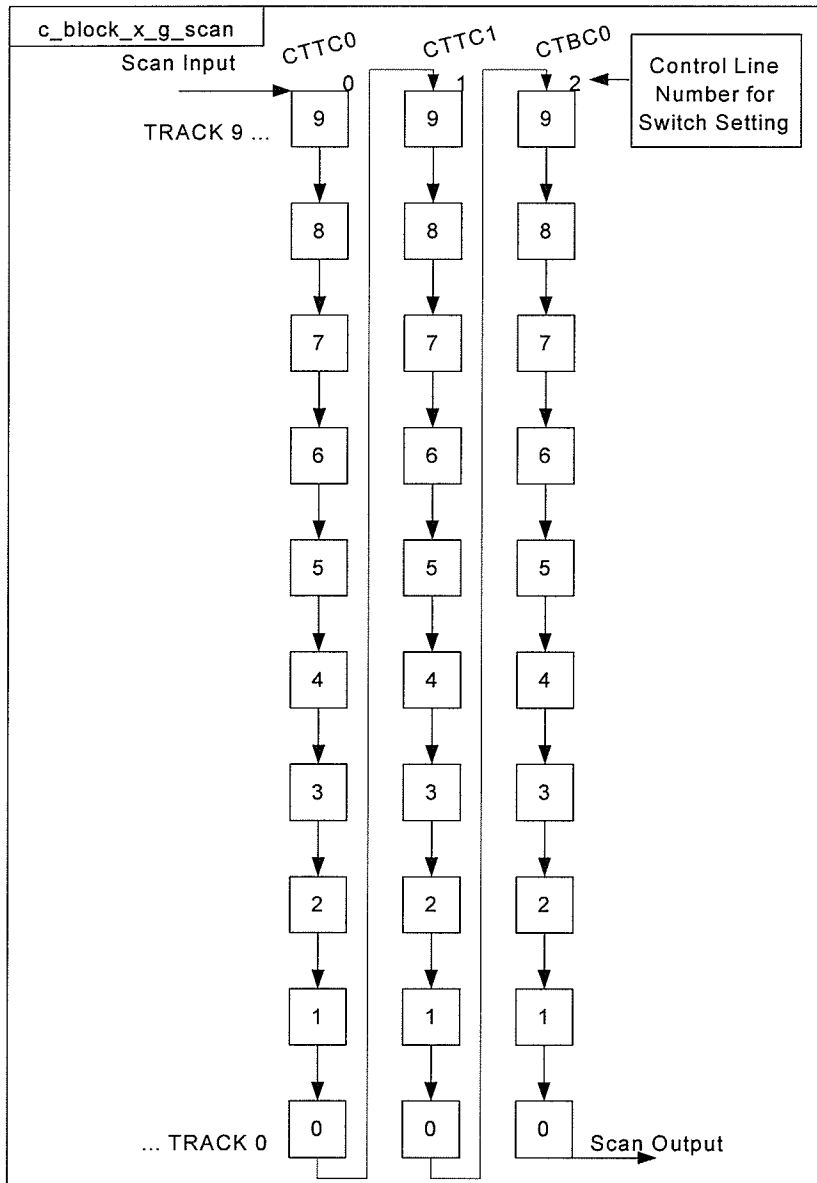 c_block_x_g_scan
CTTC0
CTTC1
CTBC0
Scan Input
0
1
2
Control Line
Number for
Switch Setting
TRACK 9 ...
9 9 9
8 8 8
7 7 7
6 6 6
5 5 5
4 4 4
3 3 3
2 2 2
1 1 1
... TRACK 0
0 0 0
Scan Output